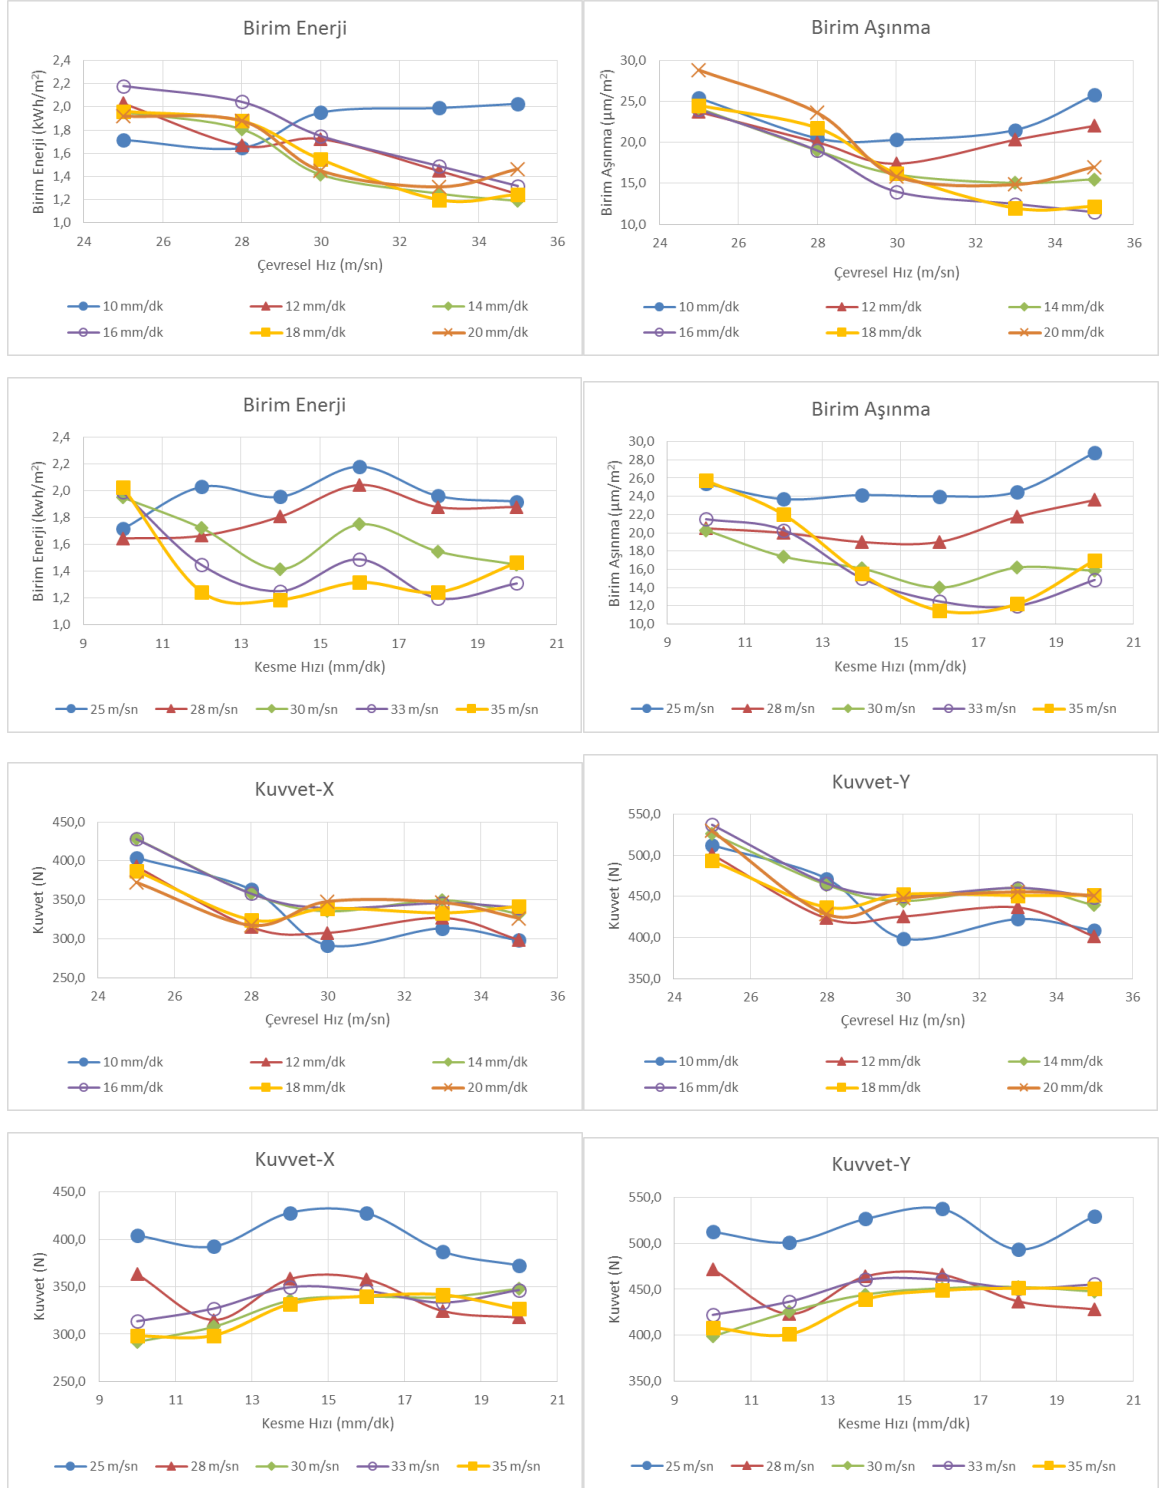 Birim Enerji
Birim Enerji (kWh/m²)
2,4
2,2
2,0
1,8
1,6
1,4
1,2
1,0
24 26 28 30 32 34 36
Çevresel Hız (m/sn)
10 mm/dk 12 mm/dk 14 mm/dk
16 mm/dk 18 mm/dk 20 mm/dk
Birim Aşınma
Birim Aşınma (µm/m²)
30,0
25,0
20,0
15,0
10,0
24 26 28 30 32 34 36
Çevresel Hız (m/sn)
10 mm/dk 12 mm/dk 14 mm/dk
16 mm/dk 18 mm/dk 20 mm/dk
Birim Enerji
Birim Enerji (kwh/m²)
2,4
2,2
2,0
1,8
1,6
1,4
1,2
1,0
9 11 13 15 17 19 21
Kesme Hızı (mm/dk)
25 m/sn 28 m/sn 30 m/sn 33 m/sn 35 m/sn
Birim Aşınma
Birim Aşınma (µm/m²)
30,0
28,0
26,0
24,0
22,0
20,0
18,0
16,0
14,0
12,0
10,0
9 11 13 15 17 19 21
Kesme Hızı (mm/dk)
25 m/sn 28 m/sn 30 m/sn 33 m/sn 35 m/sn
Kuvvet-X
Kuvvet (N)
450,0
400,0
350,0
300,0
250,0
24 26 28 30 32 34 36
Çevresel Hız (m/sn)
10 mm/dk 12 mm/dk 14 mm/dk
16 mm/dk 18 mm/dk 20 mm/dk
Kuvvet-Y
Kuvvet (N)
550,0
500,0
450,0
400,0
350,0
24 26 28 30 32 34 36
Çevresel Hız (m/sn)
10 mm/dk 12 mm/dk 14 mm/dk
16 mm/dk 18 mm/dk 20 mm/dk
Kuvvet-X
Kuvvet (N)
450,0
400,0
350,0
300,0
250,0
9 11 13 15 17 19 21
Kesme Hızı (mm/dk)
25 m/sn 28 m/sn 30 m/sn 33 m/sn 35 m/sn
Kuvvet-Y
Kuvvet (N)
550,0
500,0
450,0
400,0
350,0
9 11 13 15 17 19 21
Kesme Hızı (mm/dk)
25 m/sn 28 m/sn 30 m/sn 33 m/sn 35 m/sn